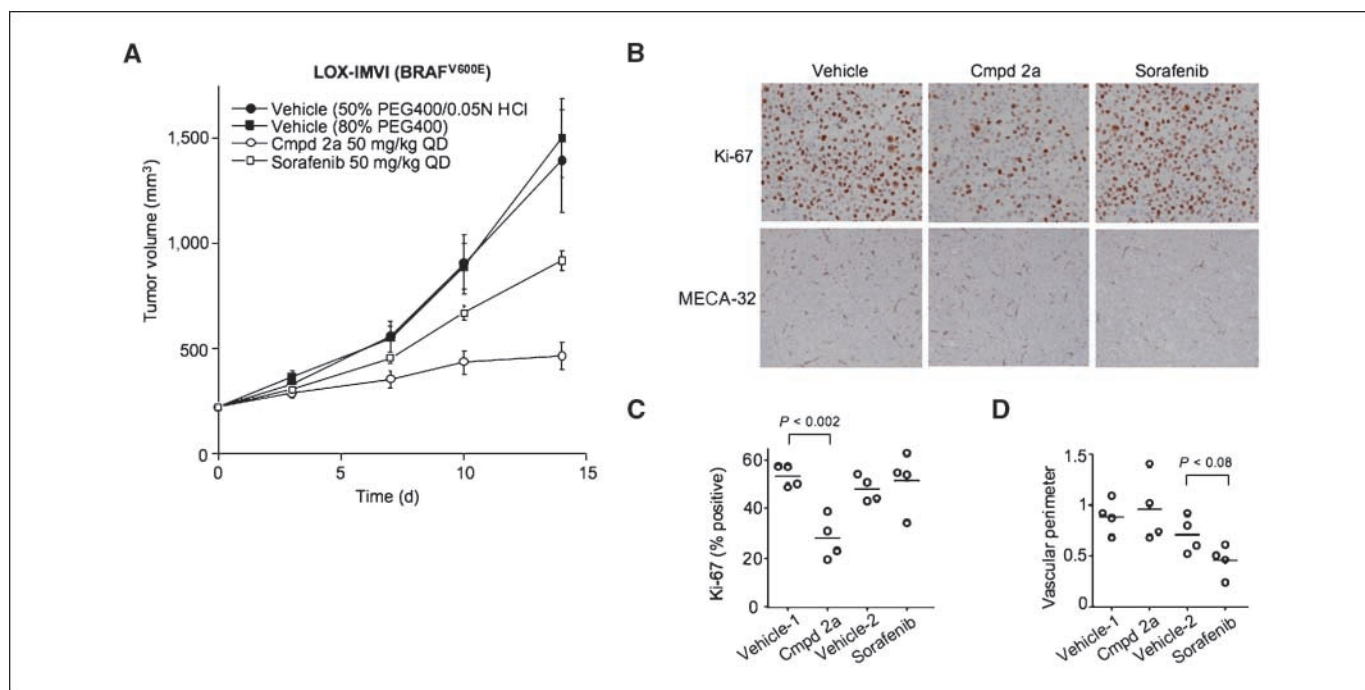 A
LOX-IMVI (BRAFV600E)
Vehicle (50% PEG400/0.05N HCl
Vehicle (80% PEG400)
Cmpd 2a 50 mg/kg QD
Sorafenib 50 mg/kg QD
Tumor volume (mm3)
1,500
1,000
500
0
0
5
10
15
Time (d)
B
Vehicle
Cmpd 2a
Sorafenib
Ki-67
MECA-32
C
P < 0.002
Ki-67 (% positive)
60
40
20
0
Vehicle-1
Cmpd 2a
Vehicle-2
Sorafenib
D
P < 0.08
Vascular perimeter
1.5
1
0.5
0
Vehicle-1
Cmpd 2a
Vehicle-2
Sorafenib